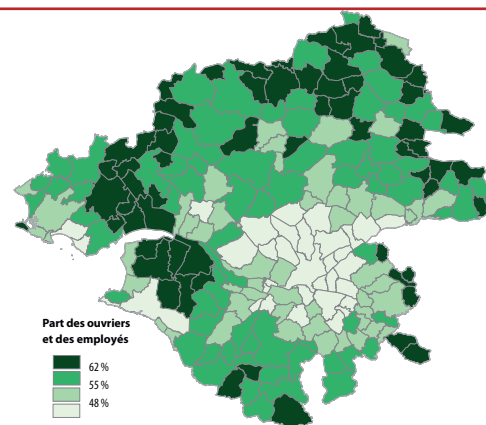 Part des ouvriers
et des employés
62 %
55 %
48 %